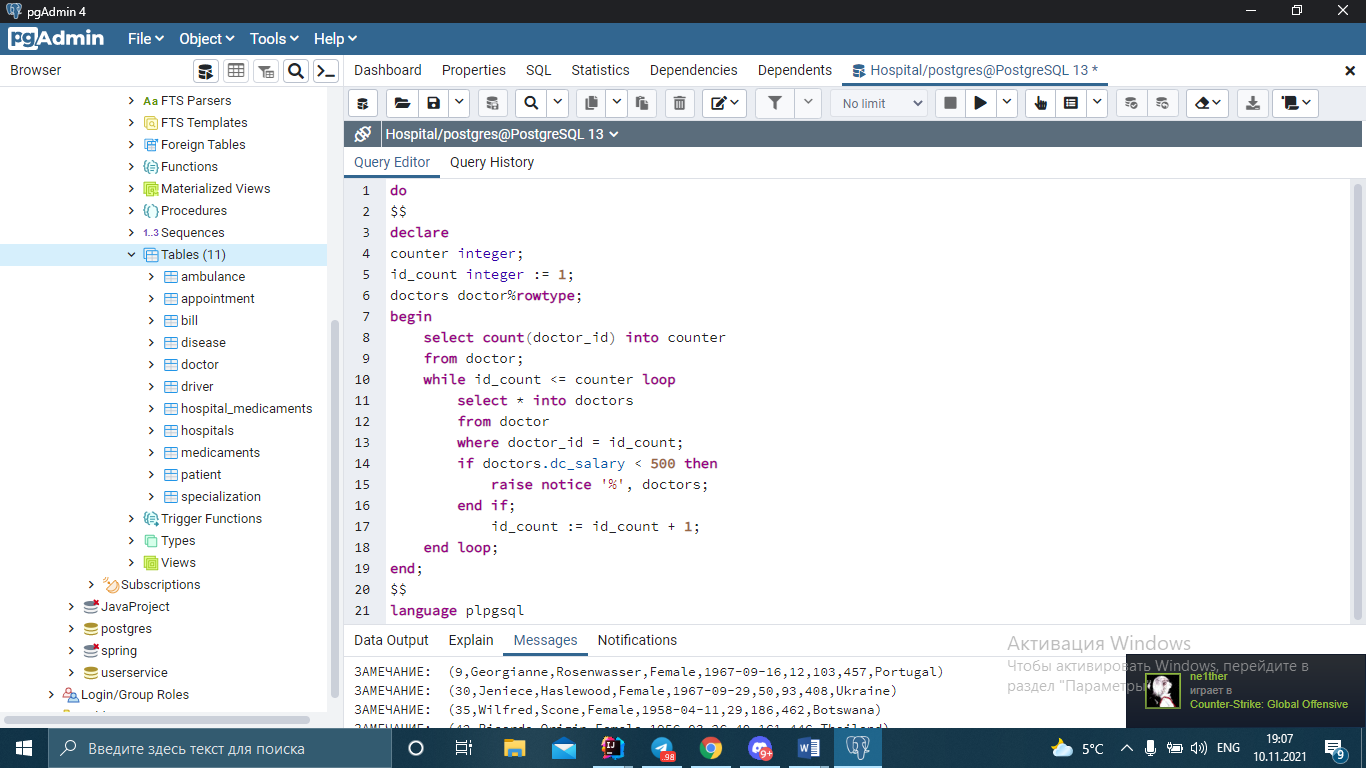 pgAdmin 4
pgAdmin File Object Tools Help
Browser
Dashboard Properties SQL Statistics Dependencies Dependents Hospital/postgres@PostgreSQL 13 *
No limit
Hospital/postgres@PostgreSQL 13
Query Editor Query History
Aa FTS Parsers
FTS Templates
Foreign Tables
Functions
Materialized Views
Procedures
1..3 Sequences
Tables (11)
ambulance
appointment
bill
disease
doctor
driver
hospital_medicaments
hospitals
medicaments
patient
specialization
Trigger Functions
Types
Views
Subscriptions
JavaProject
postgres
spring
userservice
Login/Group Roles
1 do
2 $$
3 declare
4 counter integer;
5 id_count integer := 1;
6 doctors doctor%rowtype;
7 begin
8 select count(doctor_id) into counter
9 from doctor;
10 while id_count <= counter loop
11 select * into doctors
12 from doctor
13 where doctor_id = id_count;
14 if doctors.dc_salary < 500 then
15 raise notice '%', doctors;
16 end if;
17 id_count := id_count + 1;
18 end loop;
19 end;
20 $$
21 language plpgsql
Data Output Explain Messages Notifications
ЗАМЕЧАНИЕ: (9,Georgianne,Rosenwasser,Female,1967-09-16,12,103,457,Portugal)
ЗАМЕЧАНИЕ: (30,Jeniece,Haslewood,Female,1967-09-29,50,93,408,Ukraine)
ЗАМЕЧАНИЕ: (35,Wilfred,Scone,Female,1958-04-11,29,186,462,Botswana)
Активация Windows
Чтобы активировать Windows, перейдите в
раздел "Параметры
ne1ther
играет в
Counter-Strike: Global Offensive
Введите здесь текст для поиска
.98
9+
5°C
ENG
19:07
10.11.2021
9